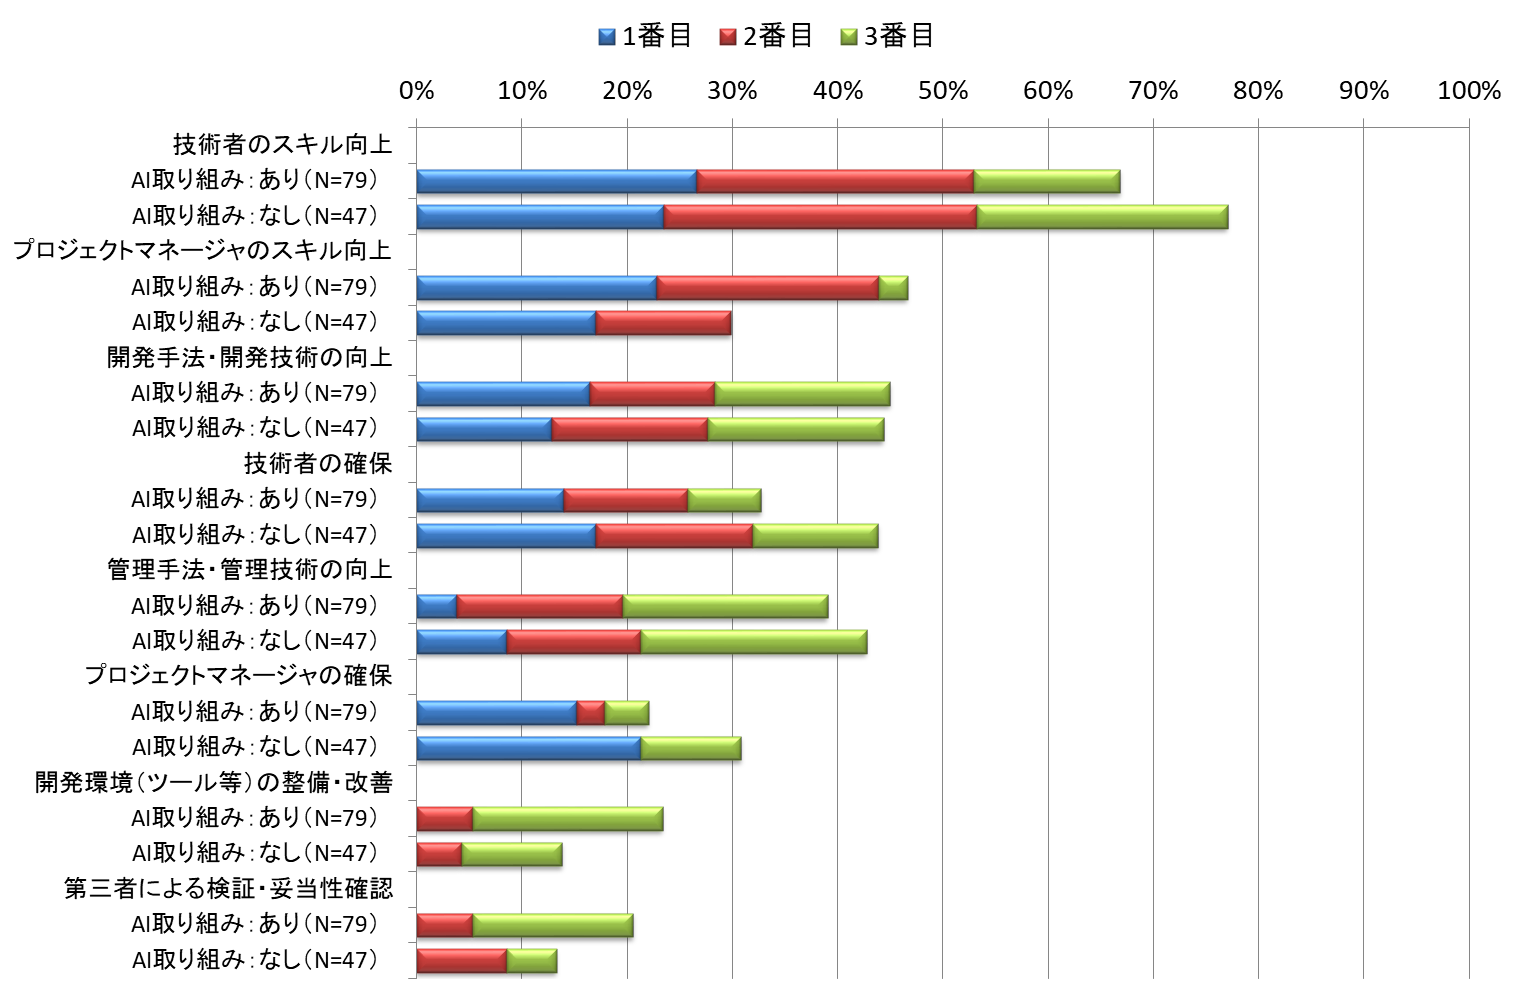 1番目 2番目 3番目
0% 10% 20% 30% 40% 50% 60% 70% 80% 90% 100%
技術者のスキル向上
AI取り組み：あり（N=79）
AI取り組み：なし（N=47）
プロジェクトマネージャのスキル向上
AI取り組み：あり（N=79）
AI取り組み：なし（N=47）
開発手法・開発技術の向上
AI取り組み：あり（N=79）
AI取り組み：なし（N=47）
技術者の確保
AI取り組み：あり（N=79）
AI取り組み：なし（N=47）
管理手法・管理技術の向上
AI取り組み：あり（N=79）
AI取り組み：なし（N=47）
プロジェクトマネージャの確保
AI取り組み：あり（N=79）
AI取り組み：なし（N=47）
開発環境（ツール等）の整備・改善
AI取り組み：あり（N=79）
AI取り組み：なし（N=47）
第三者による検証・妥当性確認
AI取り組み：あり（N=79）
AI取り組み：なし（N=47）